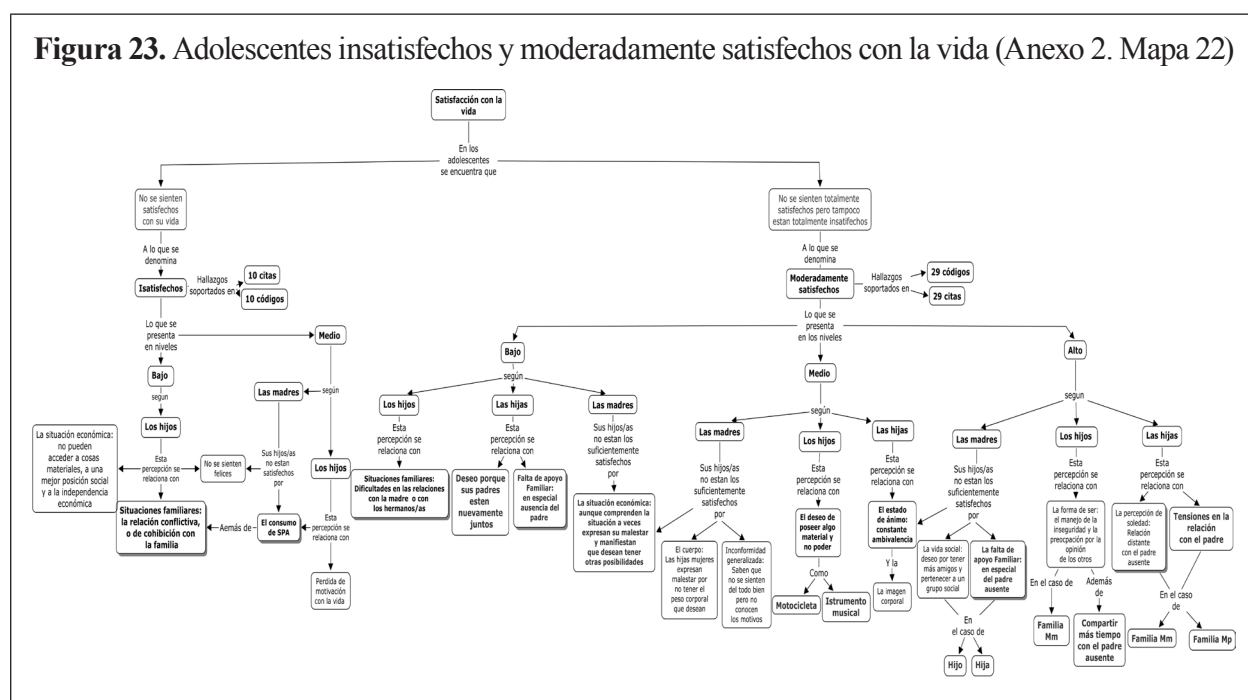 Figura 23. Adolescentes insatisfechos y moderadamente satisfechos con la vida (Anexo 2. Mapa 22)
Satisfacción con la
vida
En los
adolescentes
se encuentra que
No se sienten
satisfechos
con su vida
A lo que se
denomina
Isatisfechos
Hallazgos
soportados en
10 citas
10 códigos
Lo que se
presenta
en niveles
Medio
Bajo
segun
Los hijos
Las madres
según
La situación económica:
no pueden
acceder a cosas
materiales, a una
mejor posición social
y a la independencia
económica
Esta
percepción se
relaciona con
No se sienten
felices
Sus hijos/as
no estan
satisfechos
por
Los hijos
Situaciones familiares:
la relación conflictiva,
o de cohibición con
la familia
Aemás de
El consumo
de SPA
Esta
percepción se
relaciona con
Perdida de
motivación
con la vida
No se sienten totalmente
satisfechos pero tampoco
estan totalmente insatifechos
A lo que se
denomina
Moderadamente
satisfechos
Hallazgos
soportados en
29 códigos
29 citas
Lo que se
presenta
en los niveles
Bajo
según
Los hijos
Esta
percepción se
relaciona con
Situaciones familiares:
Dificultades en las relaciones
con la madre o con
los hermanos/as
Las hijas
Esta
percepción se
relaciona con
Deseo porque
sus padres
esten
nuevamente
juntos
Falta de apoyo
Familiar:
en especial
ausencia del
padre
Las madres
Sus hijos/as
no estan los
suficientemente
satisfechos
por
La situación económica:
aunque comprenden la
situación a veces
expresan su malestar
y manifiestan
que desean tener
otras posibilidades
Medio
según
Las madres
Sus hijos/as
no estan los
suficientemente
satisfechos
por
El cuerpo:
Las hijas mujeres
expresan
malestar por
no tener el
peso corporal
que desean
Inconformidad
generalizada:
Saben que
no se sienten
del todo bien
pero no
conocen
los motivos
Los hijos
Esta
percepción se
relaciona con
El deseo de
poseer algo
material y
no poder
Como
Motocicleta
Istrumento
musical
Las hijas
Esta
percepción se
relaciona con
El estado de
ánimo:
constante
ambivalencia
Y la
La imagen
corporal
Alto
segun
Las madres
Sus hijos/as
no estan los
suficientemente
satisfechos
por
La vida social:
deseo por tener
más amigos y
pertenecer a un
grupo social
La falta de
apoyo Familiar:
en especial
del padre
ausente
En
el caso de
Hijo
Hija
Los hijos
Esta
percepción se
relaciona con
La forma de ser:
el manejo de la
inseguridad y la
preocpación por la
opinión
de los otros
En el caso
de
Familia
Mm
Además
de
Compartir
más tiempo
con el padre
ausente
Las hijas
Esta
percepción se
relaciona con
La percepción de
soledad:
Relación
distante
con el padre
ausente
Tensiones en la
relación
con el padre
En el caso
de
Familia Mm
Familia Mp